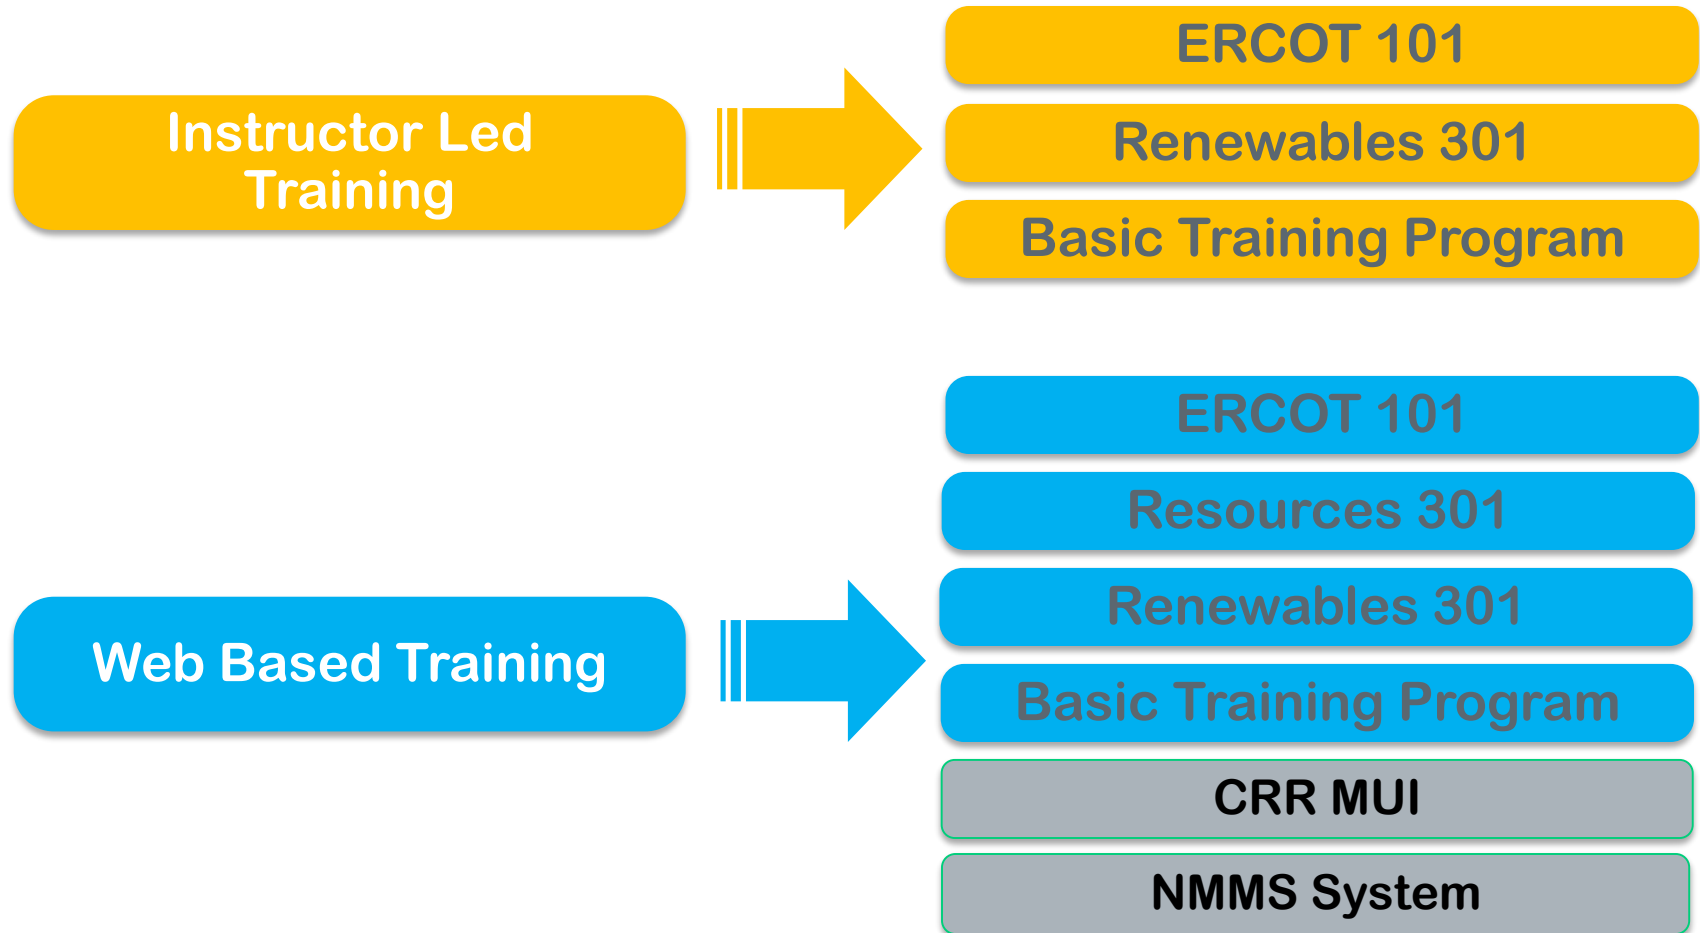 Instructor Led
Training
ERCOT 101
Renewables 301
Basic Training Program
Web Based Training
ERCOT 101
Resources 301
Renewables 301
Basic Training Program
CRR MUI
NMMS System